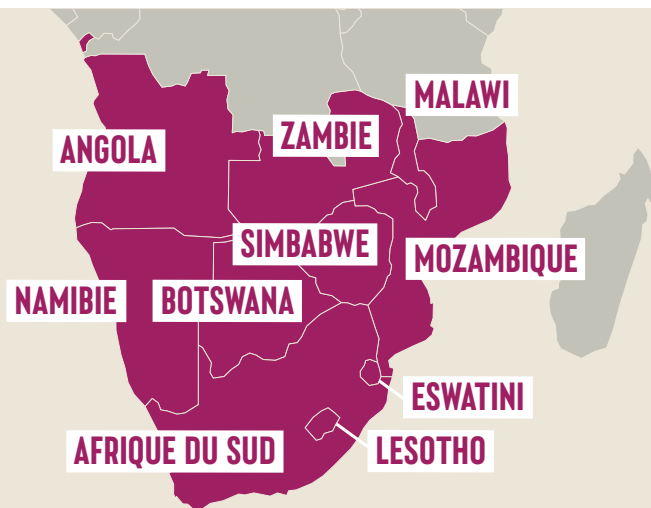 MALAWI
ZAMBIE
ANGOLA
SIMBABWE
MOZAMBIQUE
NAMIBIE
BOTSWANA
ESWATINI
AFRIQUE DU SUD
LESOTHO